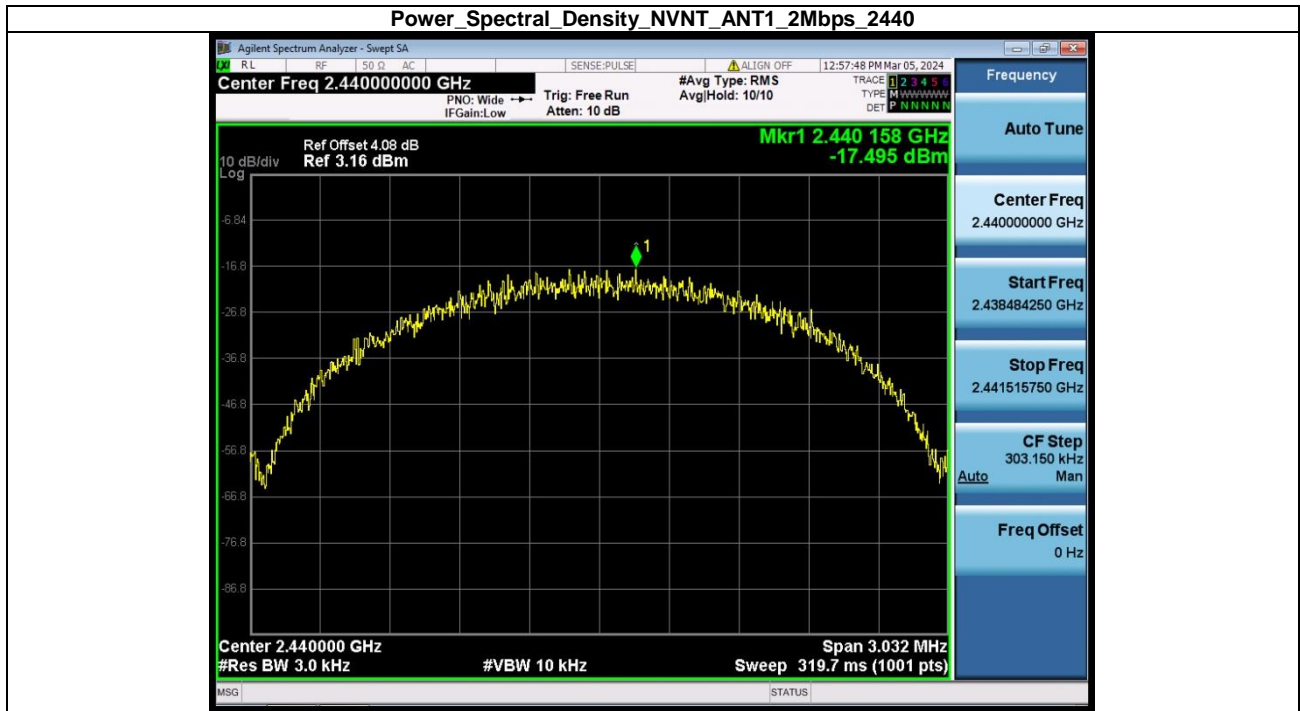 Power_Spectral_Density_NVNT_ANT1_2Mbps_2440
Agilent Spectrum Analyzer - Swept SA
RL RF 50 Ω AC SENSE:PULSE ALIGN OFF 12:57:48 PM Mar 05, 2024
Center Freq 2.440000000 GHz
PNO: Wide
IFGain:Low
Trig: Free Run
Atten: 10 dB
#Avg Type: RMS
Avg|Hold: 10/10
TRACE 1 2 3 4 5 6
TYPE M WWWWW
DET P N N N N N
Ref Offset 4.08 dB
10 dB/div Ref 3.16 dBm
Log
Mkr1 2.440 158 GHz
-17.495 dBm
-6.84
-16.8
-26.8
-36.8
-46.8
-56.8
-66.8
-76.8
-86.8
1
Center 2.440000 GHz Span 3.032 MHz
#Res BW 3.0 kHz #VBW 10 kHz Sweep 319.7 ms (1001 pts)
MSG STATUS
Frequency
Auto Tune
Center Freq
2.440000000 GHz
Start Freq
2.438484250 GHz
Stop Freq
2.441515750 GHz
CF Step
303.150 kHz
Auto Man
Freq Offset
0 Hz